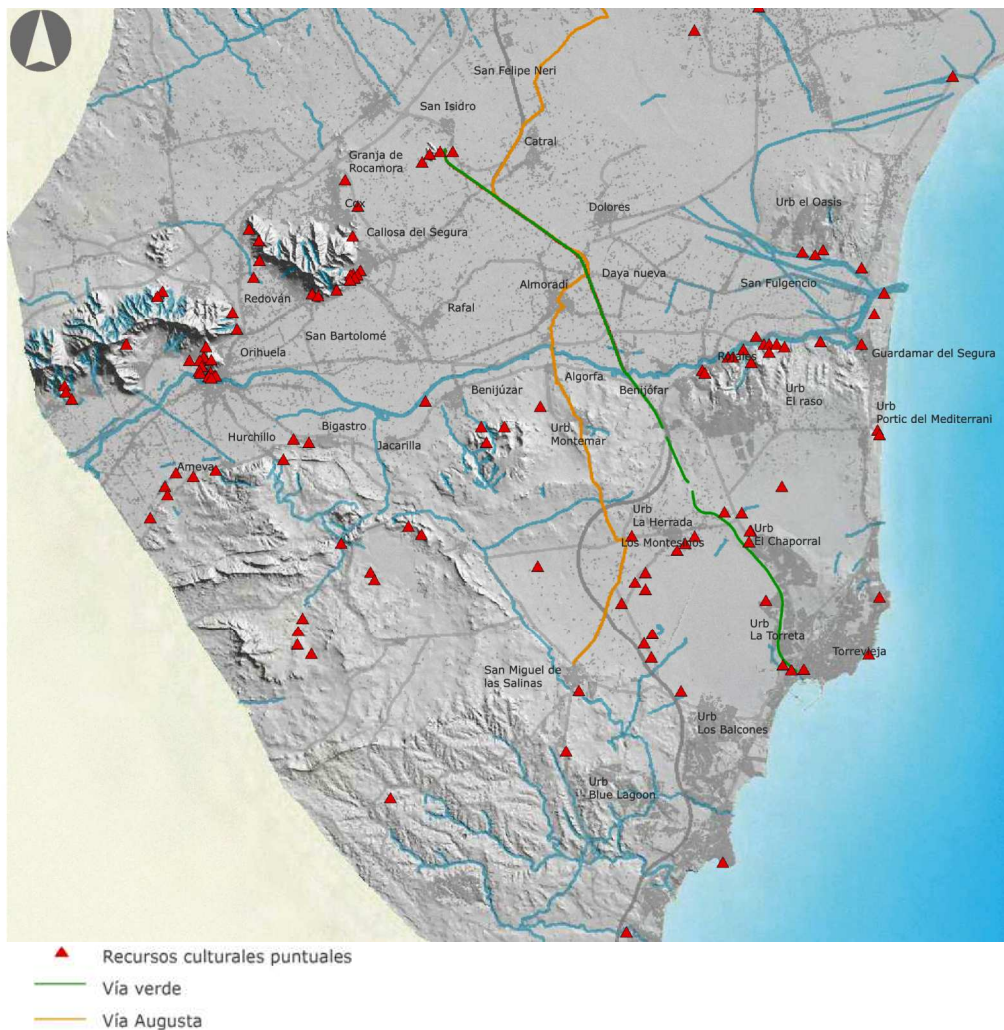 San Felipe Neri
San Isidro
Catral
Granja de
Rocamora
Cox
Urb el Oasis
Dolores
Callosa del Segura
Daya nueva
San Fulgencio
Almoradí
Redován
Rafal
San Bartolomé
Orihuela
Rojales
Guardamar del Segura
Algorfa
Benijófar
Benijúzar
Urb
El raso
Urb
Portic del Mediterrani
Bigastro
Urb.
Montemar
Hurchillo
Jacarilla
Ameva
Urb
La Herrada
Urb
El Chaporral
Los Montesinos
Urb
La Torreta
Torrevieja
San Miguel de
las Salinas
Urb
Los Balcones
Urb
Blue Lagoon
Recursos culturales puntuales
Vía verde
Vía Augusta